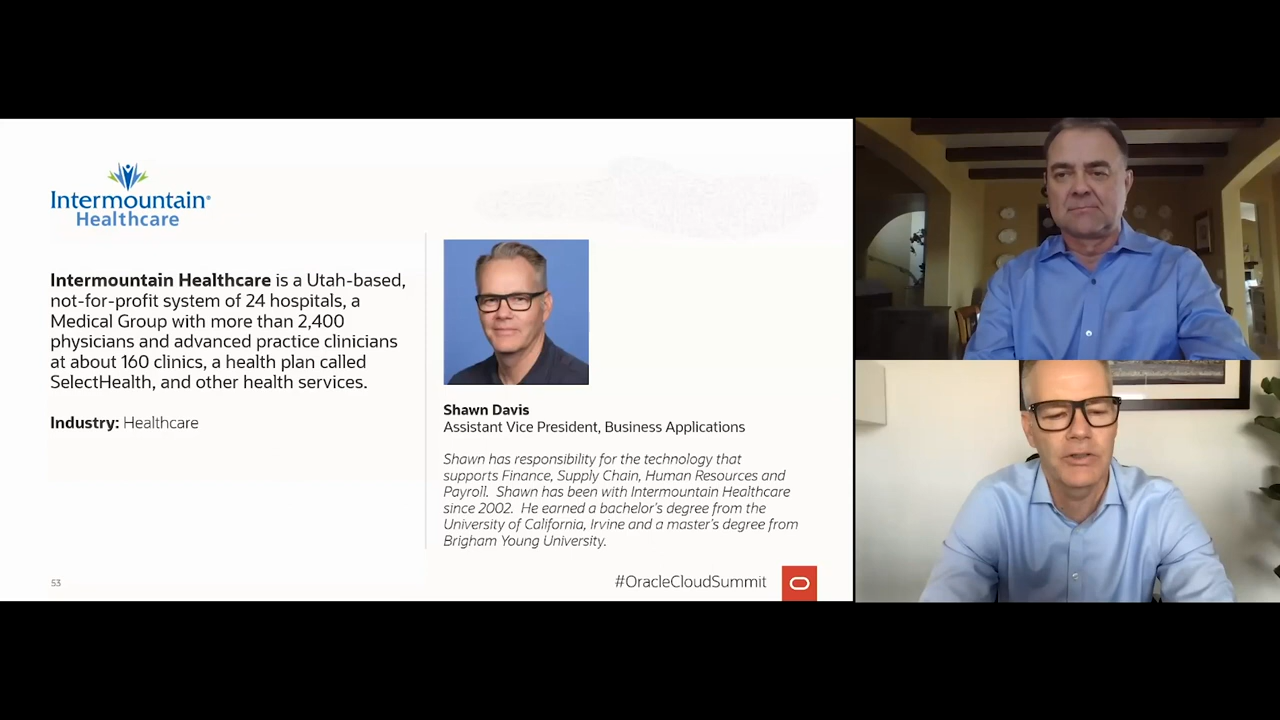 Intermountain®
Healthcare
Intermountain Healthcare is a Utah-based,
not-for-profit system of 24 hospitals, a
Medical Group with more than 2,400
physicians and advanced practice clinicians
at about 160 clinics, a health plan called
SelectHealth, and other health services.
Industry: Healthcare
Shawn Davis
Assistant Vice President, Business Applications
Shawn has responsibility for the technology that
supports Finance, Supply Chain, Human Resources and
Payroll. Shawn has been with Intermountain Healthcare
since 2002. He earned a bachelor's degree from the
University of California, Irvine and a master's degree from
Brigham Young University.
53
#OracleCloudSummit